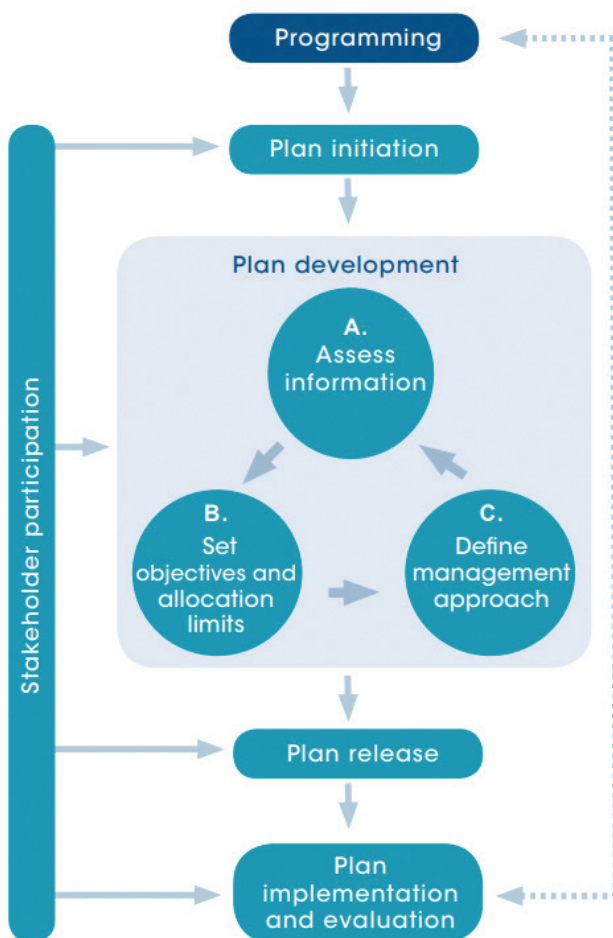 Programming
Plan initiation
Stakeholder participation
Plan development
A.
Assess
information
B.
Set
objectives and
allocation
limits
C.
Define
management
approach
Plan release
Plan
implementation
and evaluation